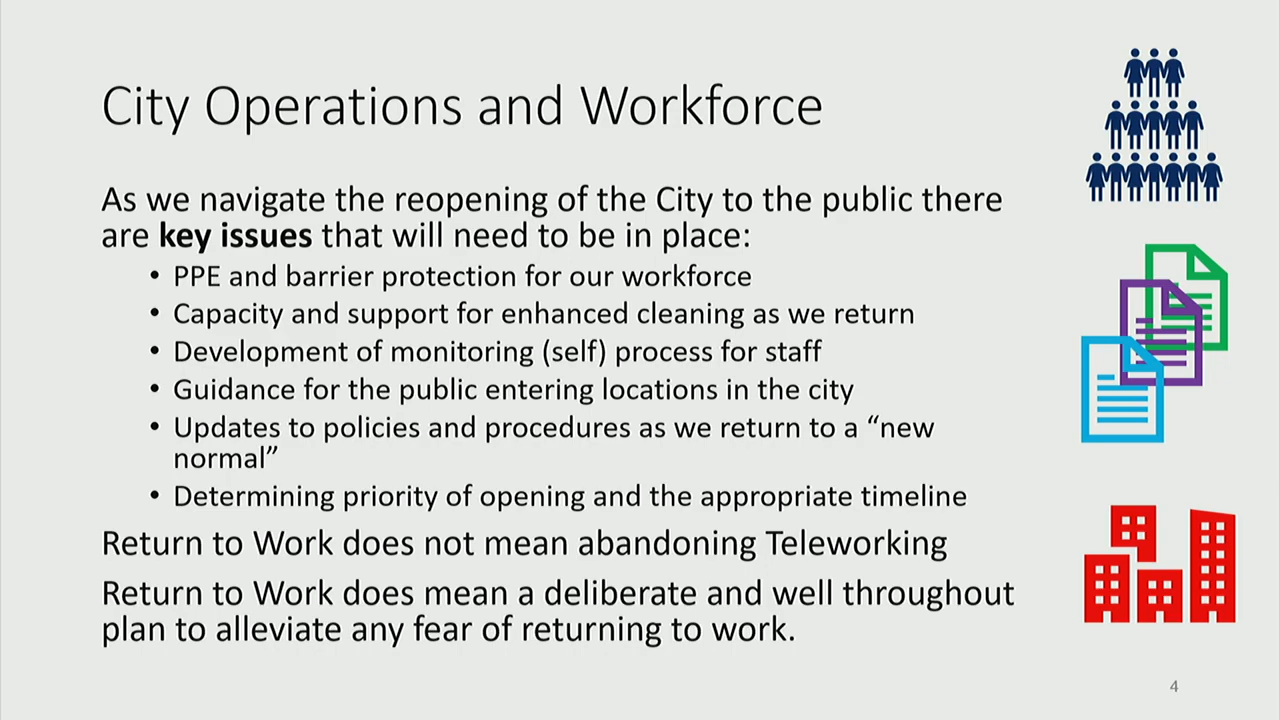 City Operations and Workforce
As we navigate the reopening of the City to the public there
are key issues that will need to be in place:
• PPE and barrier protection for our workforce
• Capacity and support for enhanced cleaning as we return
• Development of monitoring (self) process for staff
• Guidance for the public entering locations in the city
• Updates to policies and procedures as we return to a “new
normal”
• Determining priority of opening and the appropriate timeline
Return to Work does not mean abandoning Teleworking
Return to Work does mean a deliberate and well throughout
plan to alleviate any fear of returning to work.
4